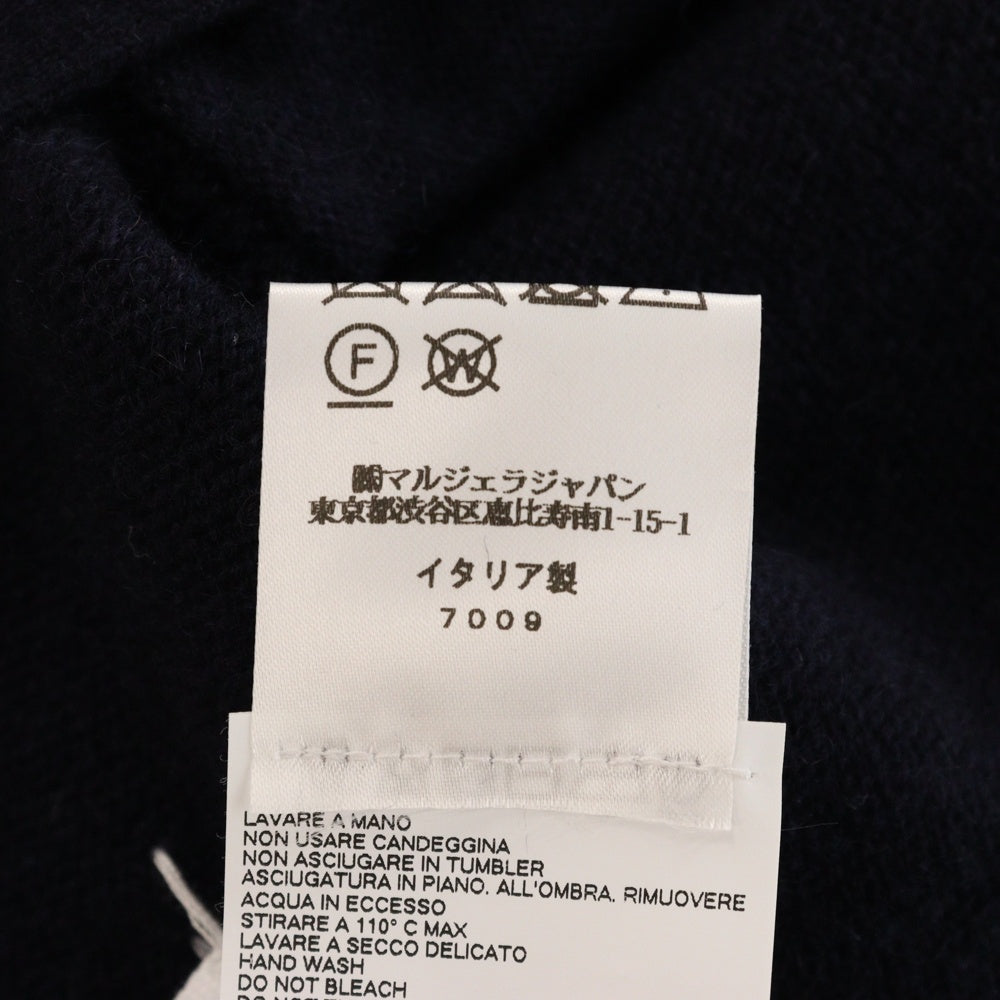 F
W
㈱マルジェラジャパン
東京都渋谷区恵比寿南1-15-1
イタリア製
7009
LAVARE A MANO
NON USARE CANDEGGINA
NON ASCIUGARE IN TUMBLER
ASCIUGATURA IN PIANO. ALL'OMBRA. RIMUOVERE
ACQUA IN ECCESSO
STIRARE A 110° C MAX
LAVARE A SECCO DELICATO
HAND WASH
DO NOT BLEACH